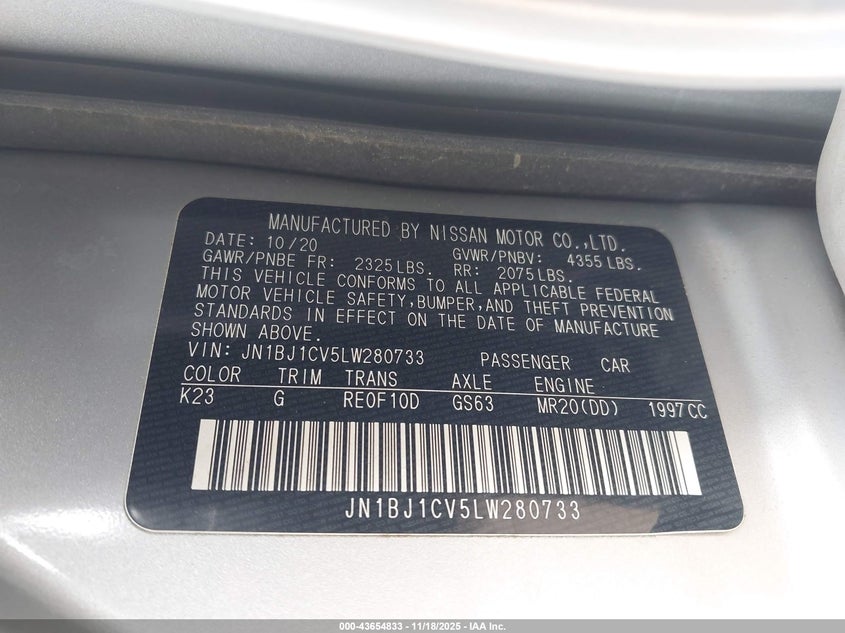 MANUFACTURED BY NISSAN MOTOR CO.,LTD.
DATE: 10/20 GVWR/PNBV: 4355 LBS.
GAWR/PNBE FR: 2325LBS. RR: 2075LBS.
THIS VEHICLE CONFORMS TO ALL APPLICABLE FEDERAL
MOTOR VEHICLE SAFETY,BUMPER,AND THEFT PREVENTION
STANDARDS IN EFFECT ON THE DATE OF MANUFACTURE
SHOWN ABOVE.
VIN: JN1BJ1CV5LW280733 PASSENGER CAR
COLOR TRIM TRANS AXLE ENGINE
K23 G RE0F10D GS63 MR20(DD) 1997CC
JN1BJ1CV5LW280733
000-43654833 - 11/18/2025 - IAA Inc.